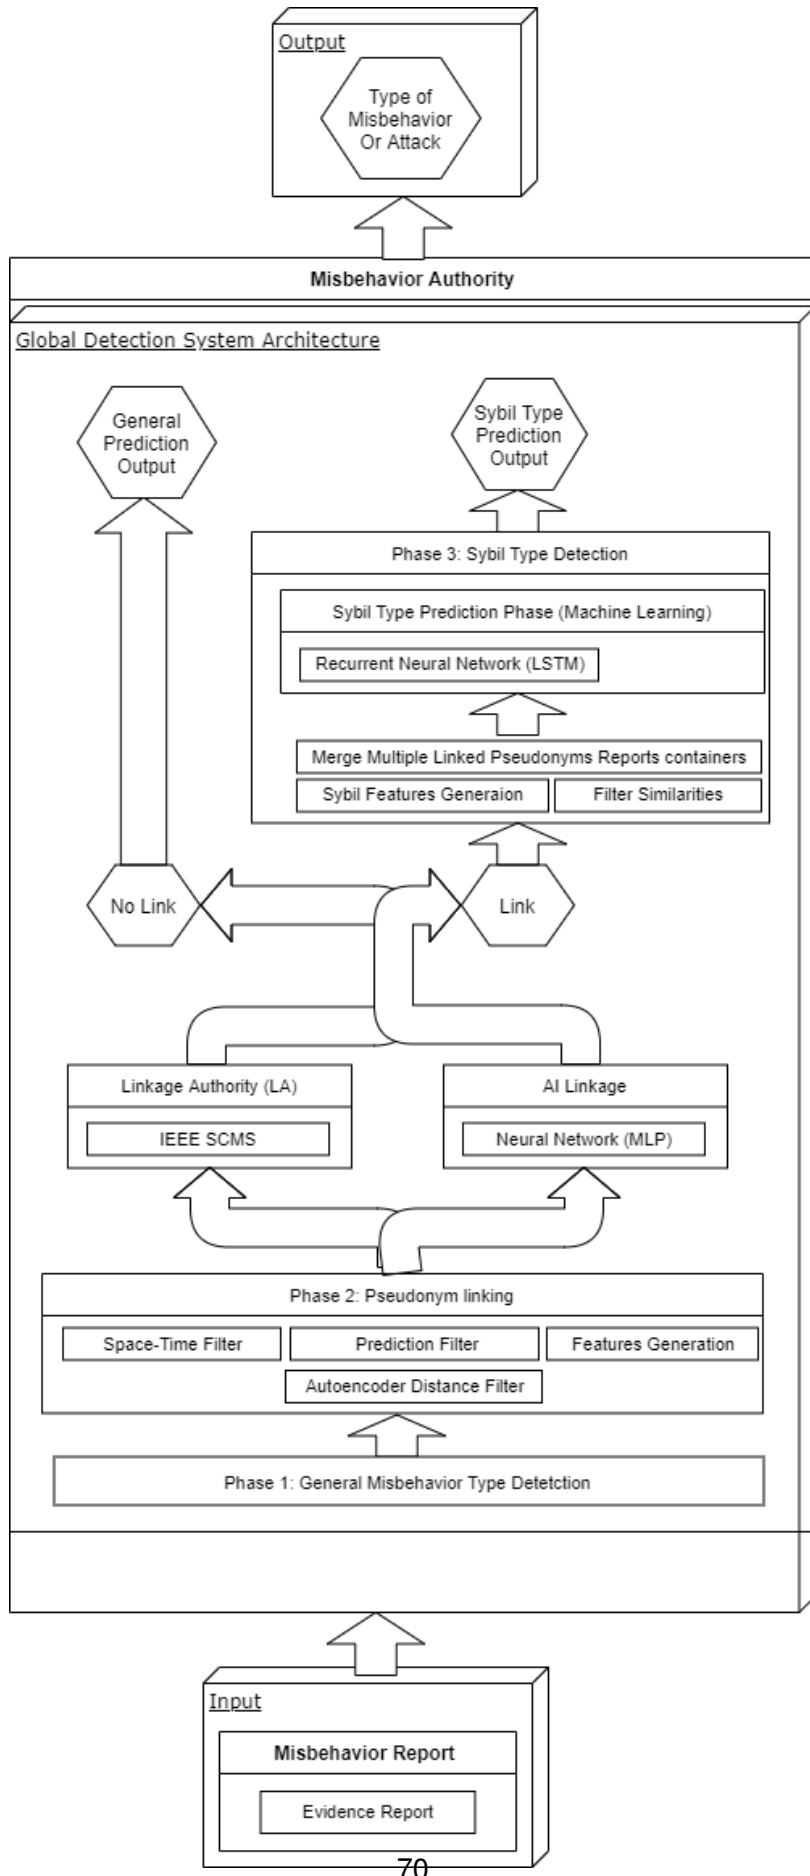 Output
Type of
Misbehavior
Or Attack
Misbehavior Authority
Global Detection System Architecture
General
Prediction
Output
Sybil Type
Prediction
Output
Phase 3: Sybil Type Detection
Sybil Type Prediction Phase (Machine Learning)
Recurrent Neural Network (LSTM)
Merge Multiple Linked Pseudonyms Reports containers
Sybil Features Generaion
Filter Similarities
No Link
Link
Linkage Authority (LA)
IEEE SCMS
AI Linkage
Neural Network (MLP)
Phase 2: Pseudonym linking
Space-Time Filter
Prediction Filter
Features Generation
Autoencoder Distance Filter
Phase 1: General Misbehavior Type Detetction
Input
Misbehavior Report
Evidence Report
70